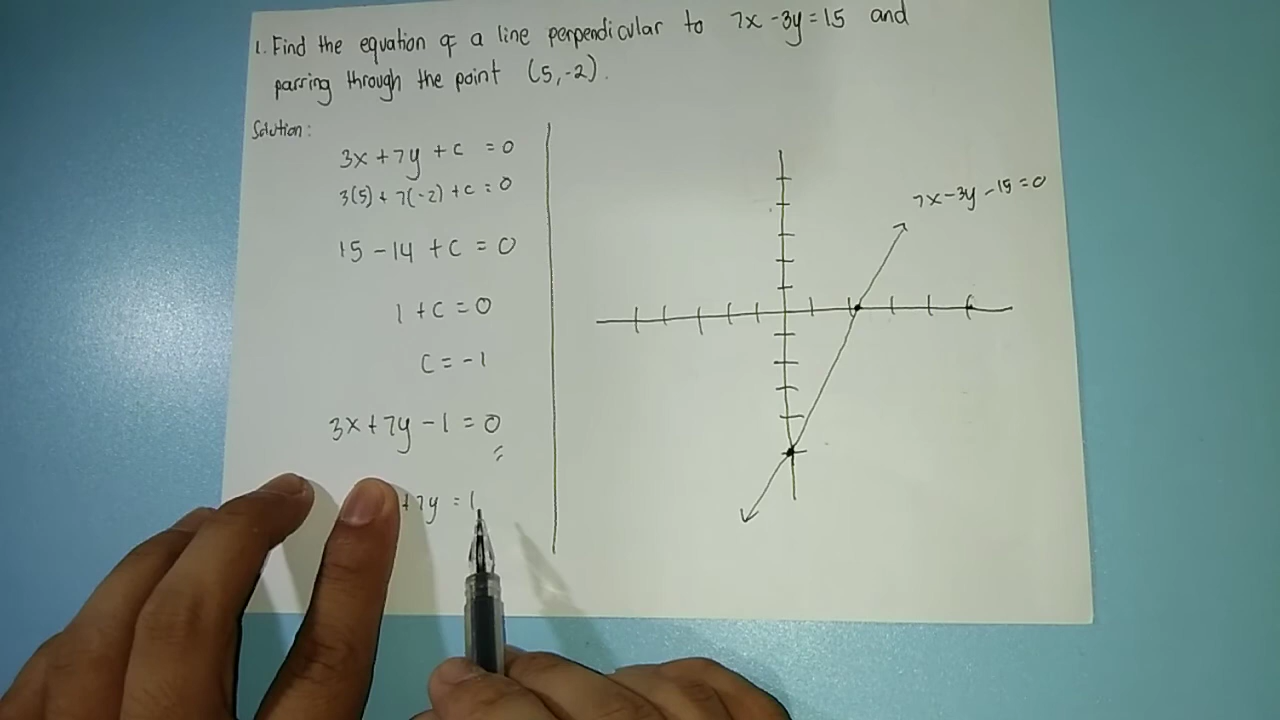 1. Find the equation of a line perpendicular to 7x - 3y = 15 and
passing through the point (5, -2).
Solution:
3x + 7y + c = 0
3(5) + 7(-2) + c = 0
15 - 14 + c = 0
1 + c = 0
c = -1
3x + 7y - 1 = 0
+ 7y = 1
7x - 3y - 15 = 0